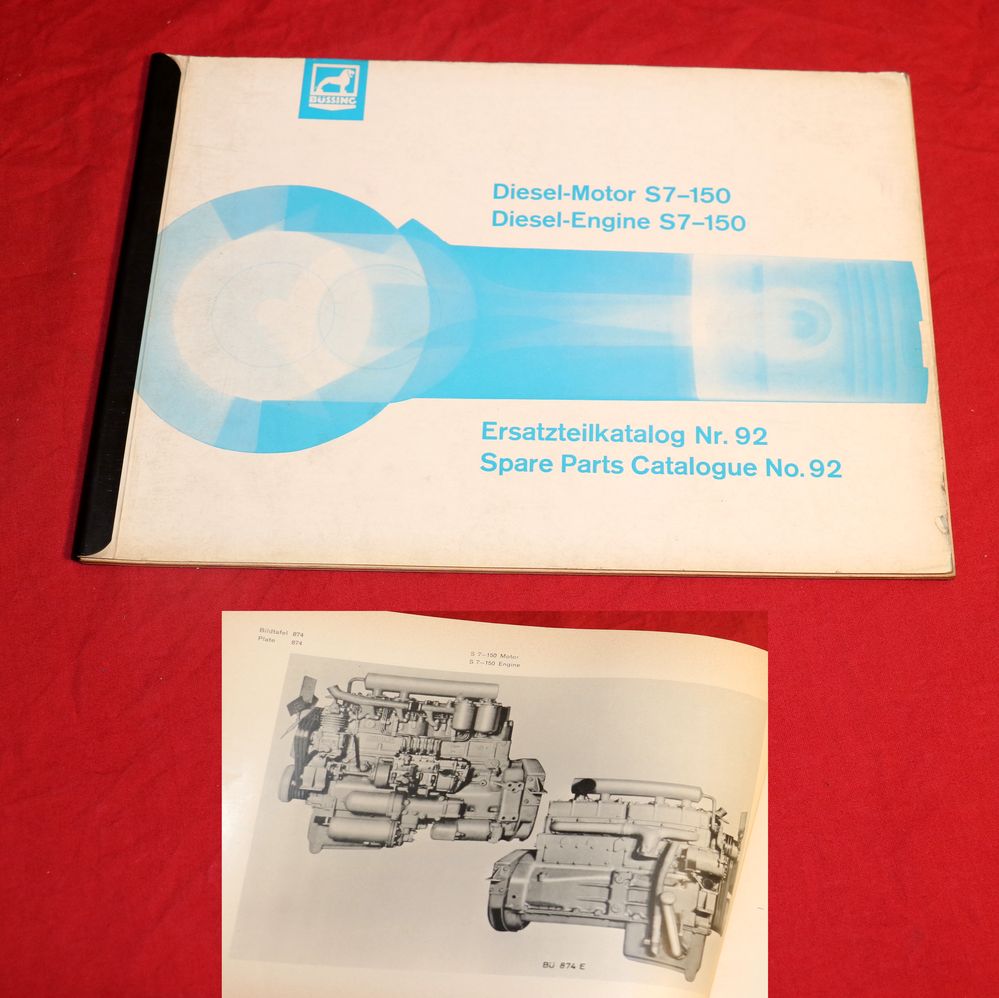 BÜSSING
Diesel-Motor S7-150
Diesel-Engine S7-150
Ersatzteilkatalog Nr. 92
Spare Parts Catalogue No. 92
Bildtafel 874
Plate 874
S 7-150 Motor
S 7-150 Engine
BÜ 874 E